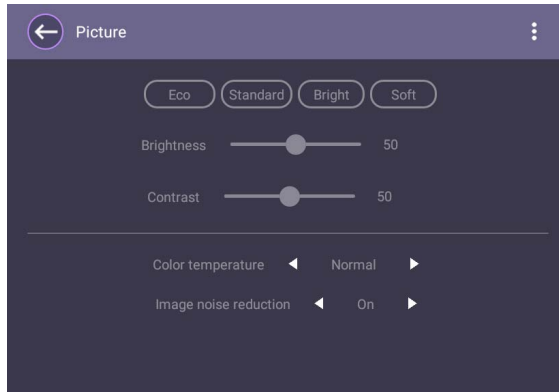 Picture
Eco Standard Bright Soft
Brightness 50
Contrast 50
Color temperature Normal
Image noise reduction On